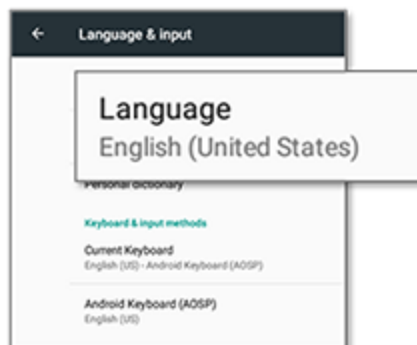 Language & input
Language
English (United States)
Personal dictionary
Keyboard & input methods
Current Keyboard
English (US) - Android Keyboard (AOSP)
Android Keyboard (AOSP)
English (US)